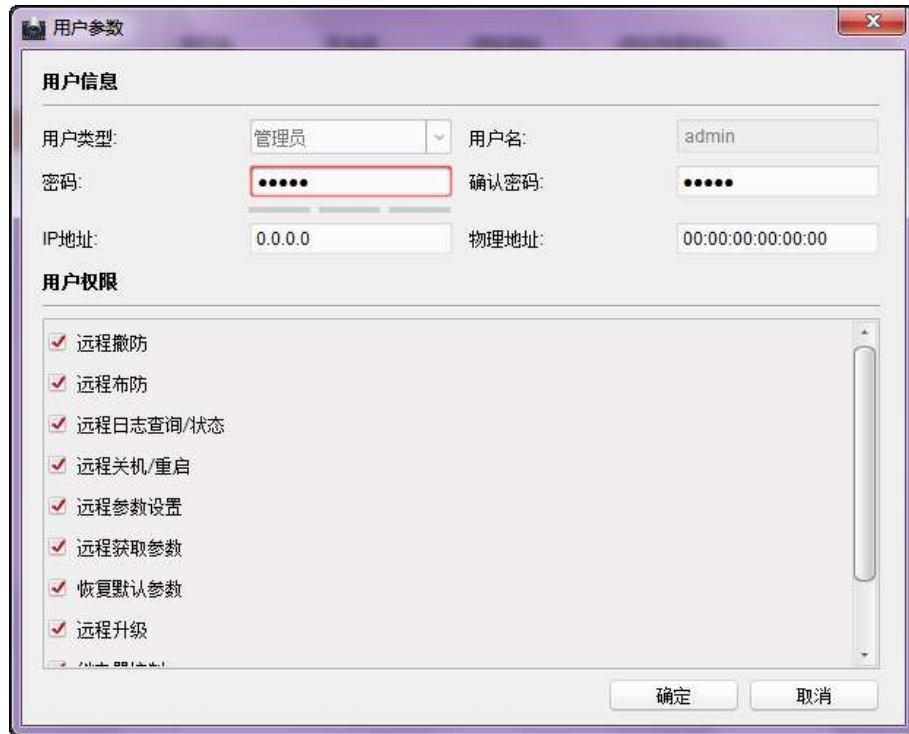 用户参数
用户信息
用户类型: 管理员 用户名: admin
密码: ••••• 确认密码: •••••
IP地址: 0.0.0.0 物理地址: 00:00:00:00:00:00
用户权限
远程撤防
远程布防
远程日志查询/状态
远程关机/重启
远程参数设置
远程获取参数
恢复默认参数
远程升级
确定 取消